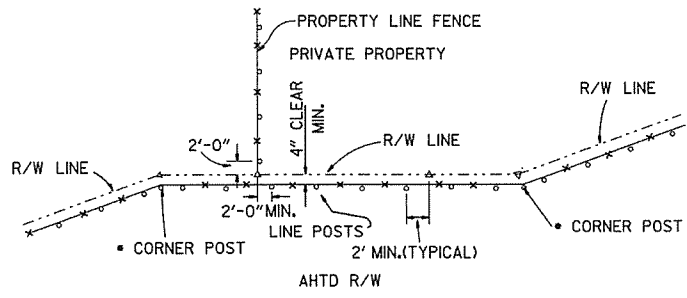 PROPERTY LINE FENCE
PRIVATE PROPERTY
R/W LINE
4" CLEAR
MIN.
2'-0"
R/W LINE
R/W LINE
2'-0" MIN.
LINE POSTS
• CORNER POST
• CORNER POST
2' MIN.(TYPICAL)
AHTD R/W